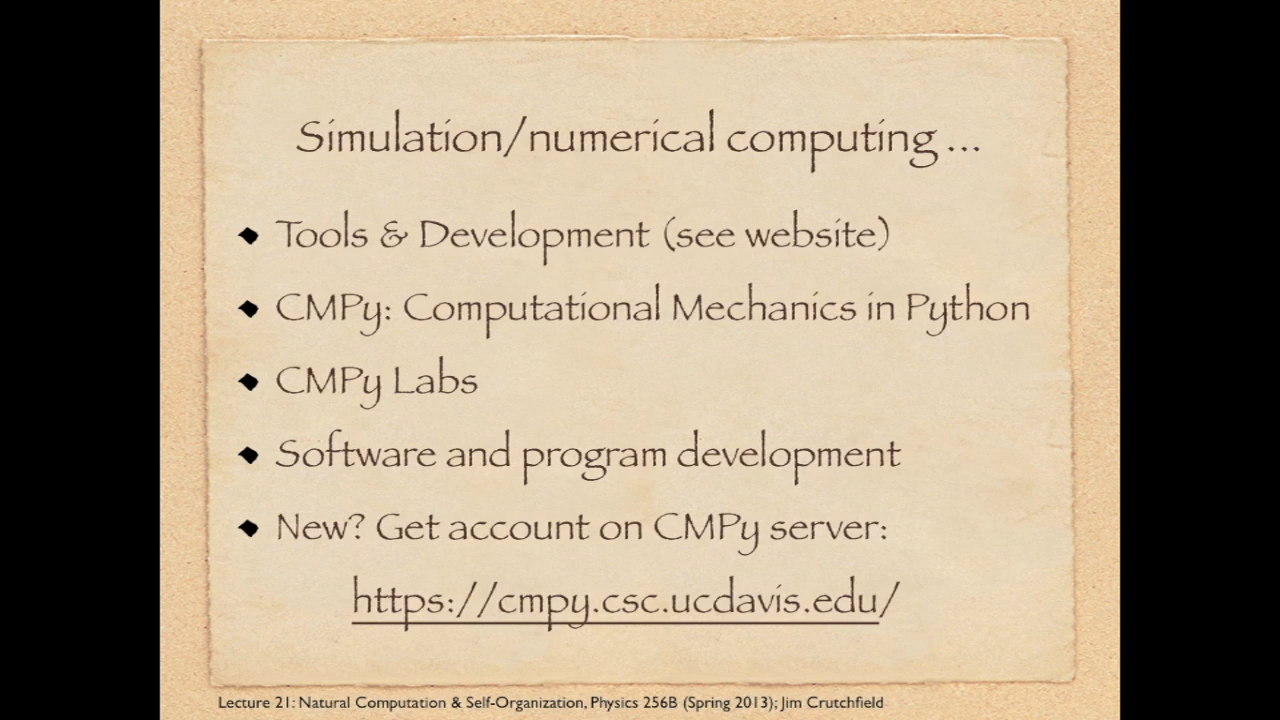 Simulation/numerical computing ...
Tools & Development (see website)
CMPy: Computational Mechanics in Python
CMPy Labs
Software and program development
New? Get account on CMPy server:
https://cmpy.csc.ucdavis.edu/
Lecture 21: Natural Computation & Self-Organization, Physics 256B (Spring 2013); Jim Crutchfield